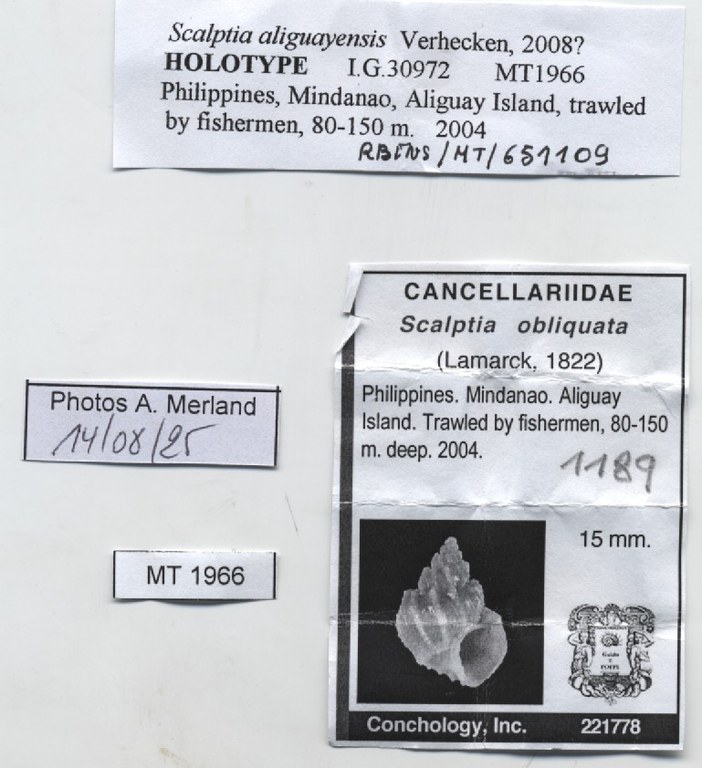 Scalptia aliguayensis Verhecken, 2008?
HOLOTYPE I.G.30972 MT1966
Philippines, Mindanao, Aliguay Island, trawled
by fishermen, 80-150 m. 2004
RBINS/MT/651109
CANCELLARIIDAE
Scalptia obliquata
(Lamarck, 1822)
Philippines. Mindanao. Aliguay
Island. Trawled by fishermen, 80-150
m. deep. 2004.
1189
15 mm.
Guido
POPPE
Conchology, Inc. 221778
Photos A. Merland
14/08/25
MT 1966